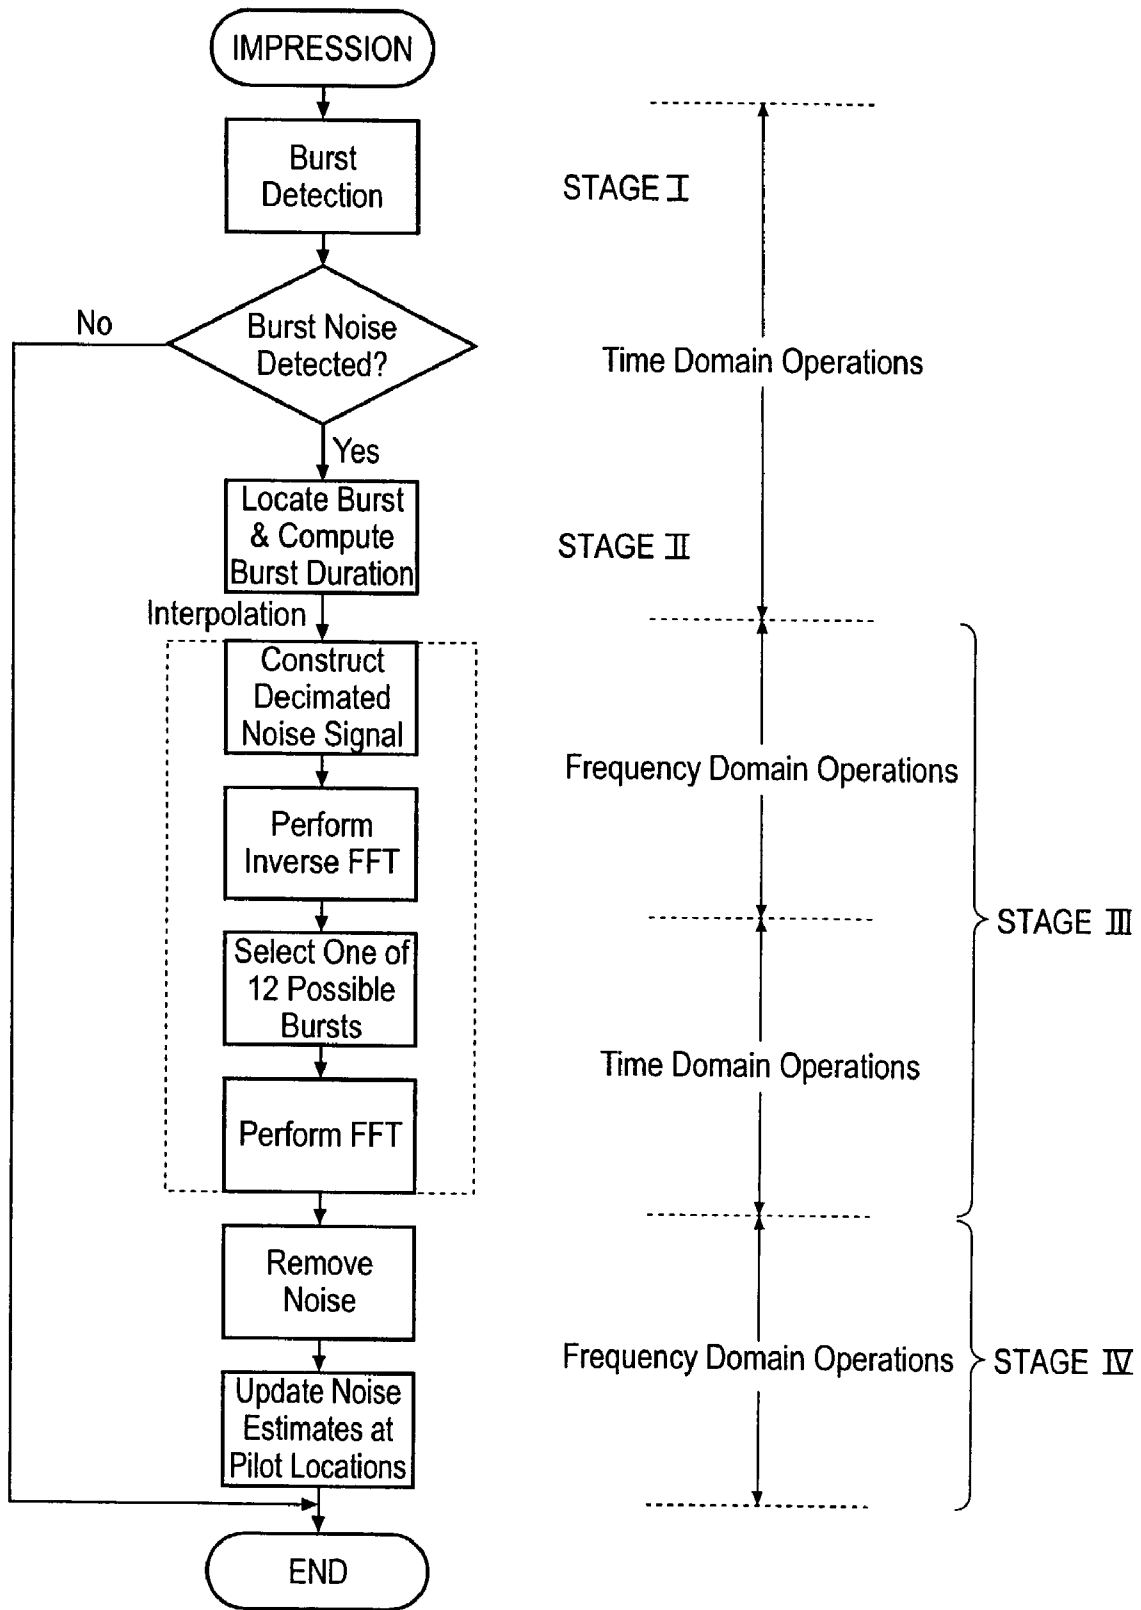 IMPRESSION
Burst
Detection
STAGE I
No
Burst Noise
Detected?
Time Domain Operations
Yes
Locate Burst
& Compute
Burst Duration
STAGE II
Interpolation
Construct
Decimated
Noise Signal
Frequency Domain Operations
Perform
Inverse FFT
STAGE III
Select One of
12 Possible
Bursts
Time Domain Operations
Perform FFT
Remove
Noise
Frequency Domain Operations
STAGE IV
Update Noise
Estimates at
Pilot Locations
END